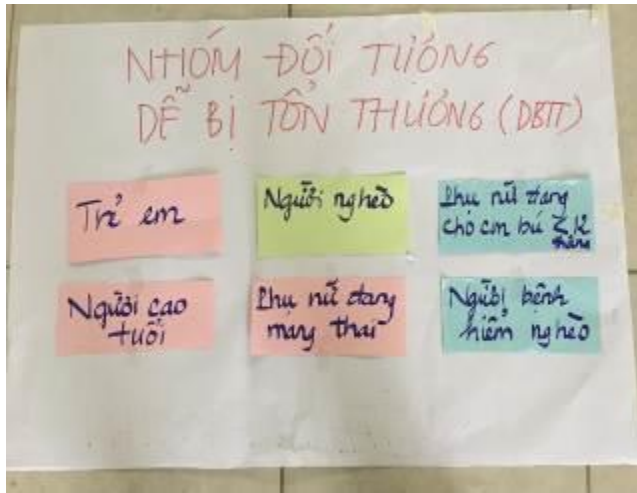 NHÓM ĐỐI TƯỢNG
DỄ BỊ TỔN THƯƠNG (DBTT)
Trẻ em
Người nghèo
Phụ nữ đang
cho con bú ≤ 12
tháng
Người cao
tuổi
Phụ nữ đang
mang thai
Người bệnh
hiểm nghèo